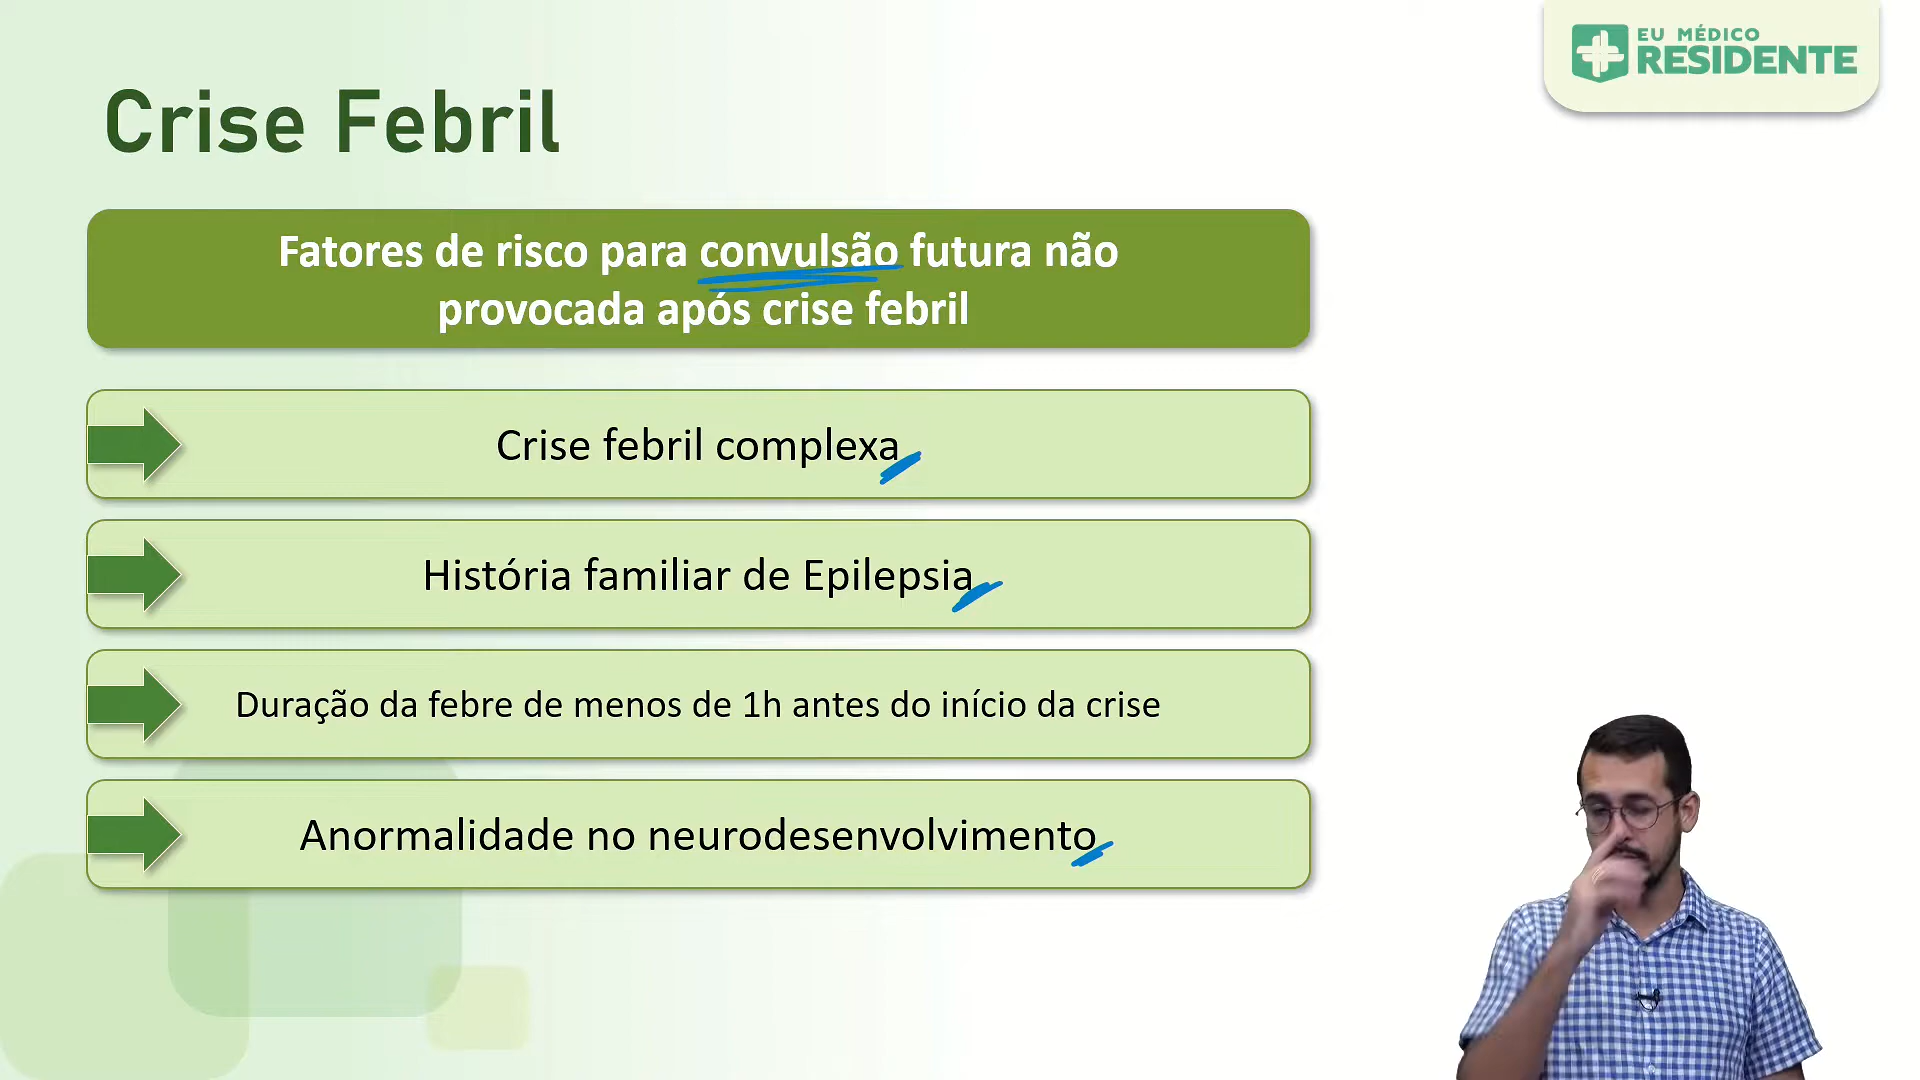 EU MÉDICO
RESIDENTE
Crise Febril
Fatores de risco para convulsão futura não
provocada após crise febril
Crise febril complexa
História familiar de Epilepsia
Duração da febre de menos de 1h antes do início da crise
Anormalidade no neurodesenvolvimento